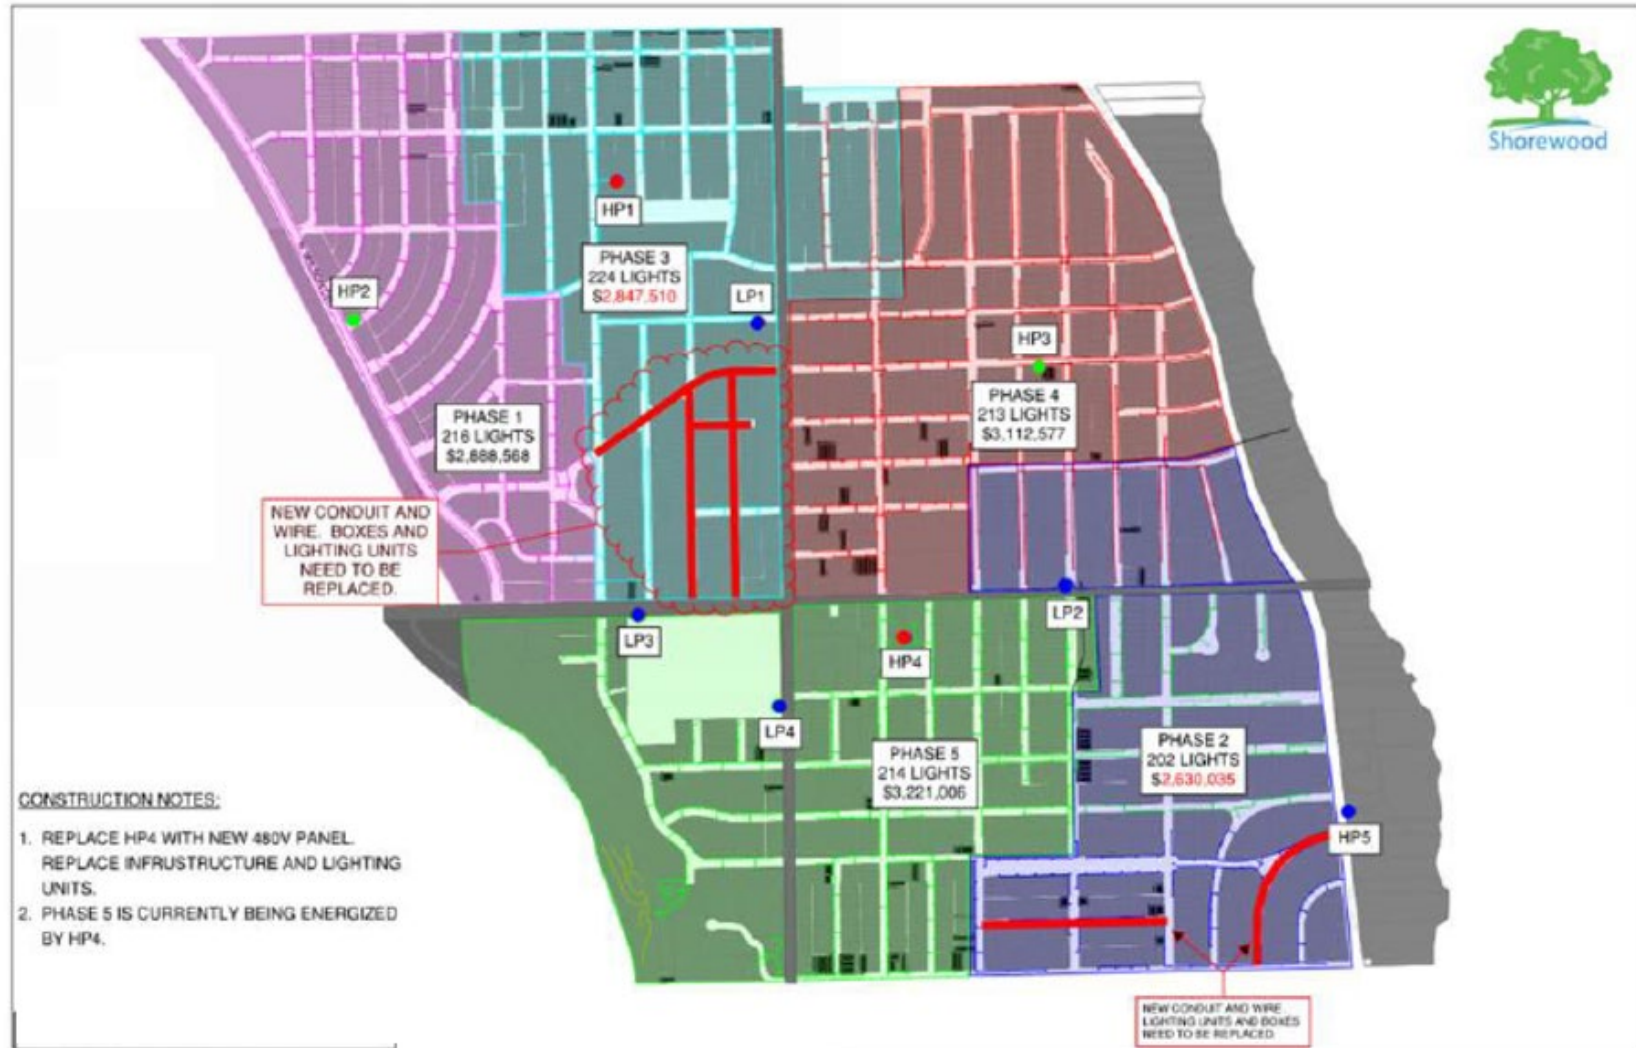 Shorewood
HP1
PHASE 3
224 LIGHTS
$2,847,510
HP2
LP1
HP3
PHASE 4
213 LIGHTS
$3,112,577
PHASE 1
216 LIGHTS
$2,888,568
NEW CONDUIT AND
WIRE. BOXES AND
LIGHTING UNITS
NEED TO BE
REPLACED.
LP3
LP2
HP4
LP4
PHASE 5
214 LIGHTS
$3,221,006
PHASE 2
202 LIGHTS
$2,630,035
HP5
CONSTRUCTION NOTES:
1. REPLACE HP4 WITH NEW 480V PANEL.
REPLACE INFRUSTRUCTURE AND LIGHTING
UNITS.
2. PHASE 5 IS CURRENTLY BEING ENERGIZED
BY HP4.
NEW CONDUIT AND WIRE.
LIGHTING UNITS AND BOXES
NEED TO BE REPLACED.